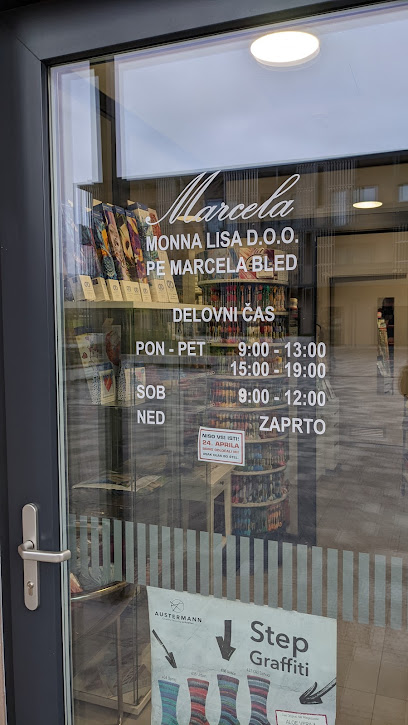 Marcela
MONNA LISA D.O.O.
PE MARCELA BLED
DELOVNI ČAS
PON - PET 9:00 - 13:00
15:00 - 19:00
SOB 9:00 - 12:00
NED ZAPRTO
NISO VSI ISTI!
24. APRILA
AUSTERMANN
Step
Graffiti